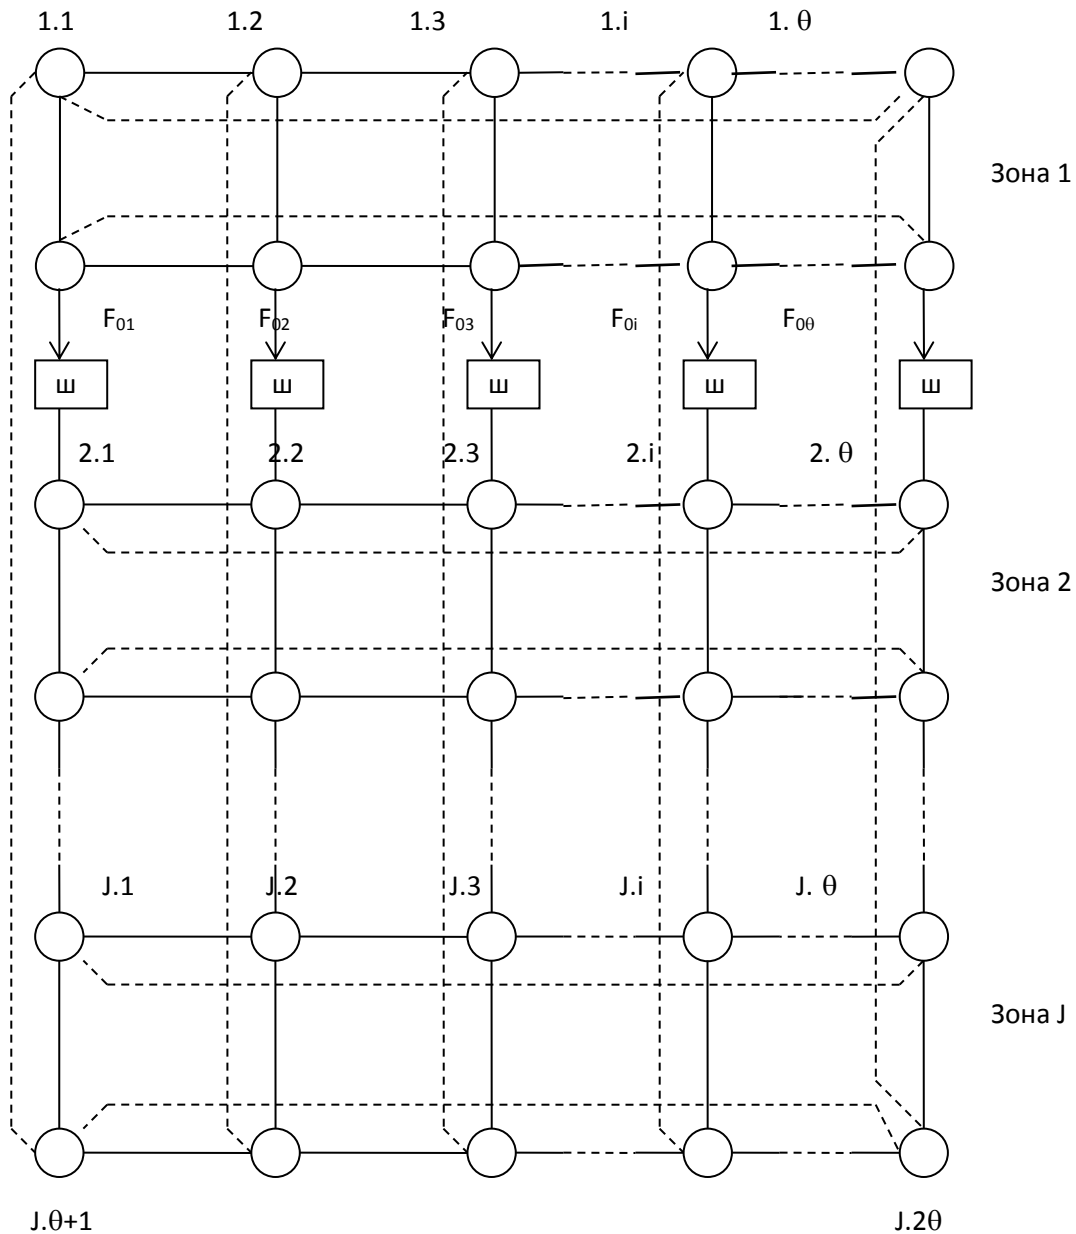 1.1 1.2 1.3 1.i 1. θ
Зона 1
F01 F02 F03 F0i F0θ
ш ш ш ш ш
2.1 2.2 2.3 2.i 2. θ
Зона 2
J.1 J.2 J.3 J.i J. θ
Зона J
J.θ+1 J.2θ